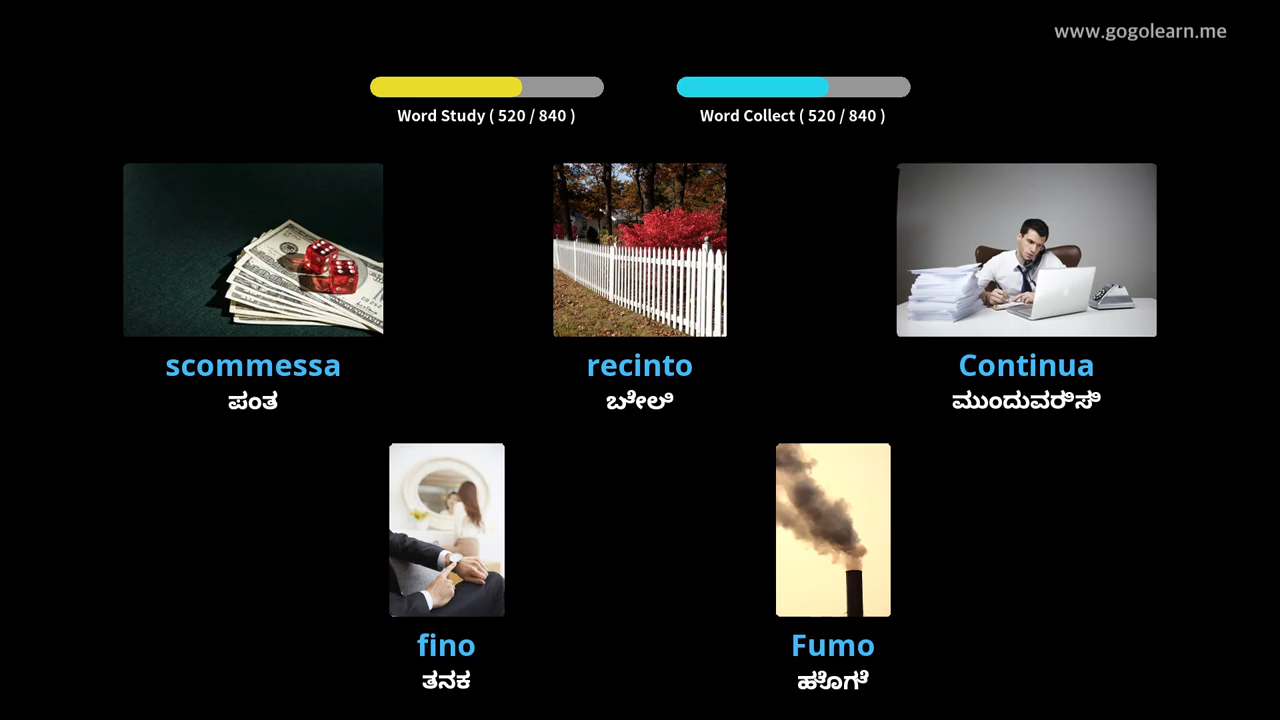 www.gogolearn.me
Word Study ( 520 / 840 )
Word Collect ( 520 / 840 )
scommessa
ಪಂತ
recinto
ಬೇಲಿ
Continua
ಮುಂದುವರಿಸಿ
fino
ತನಕ
Fumo
ಹೊಗೆ